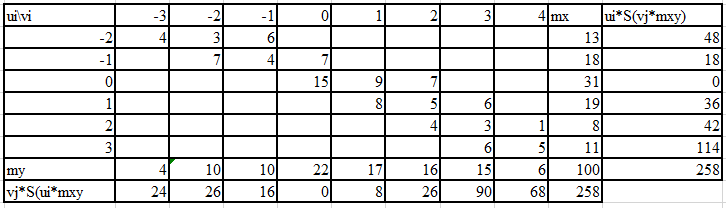 ui\vi -3 -2 -1 0 1 2 3 4 mx ui*S(vj*mxy)
-2 4 3 6 13 48
-1 7 4 7 18 18
0 15 9 7 31 0
1 8 5 6 19 36
2 4 3 1 8 42
3 6 5 11 114
my 4 10 10 22 17 16 15 6 100 258
vj*S(ui*mxy 24 26 16 0 8 26 90 68 258